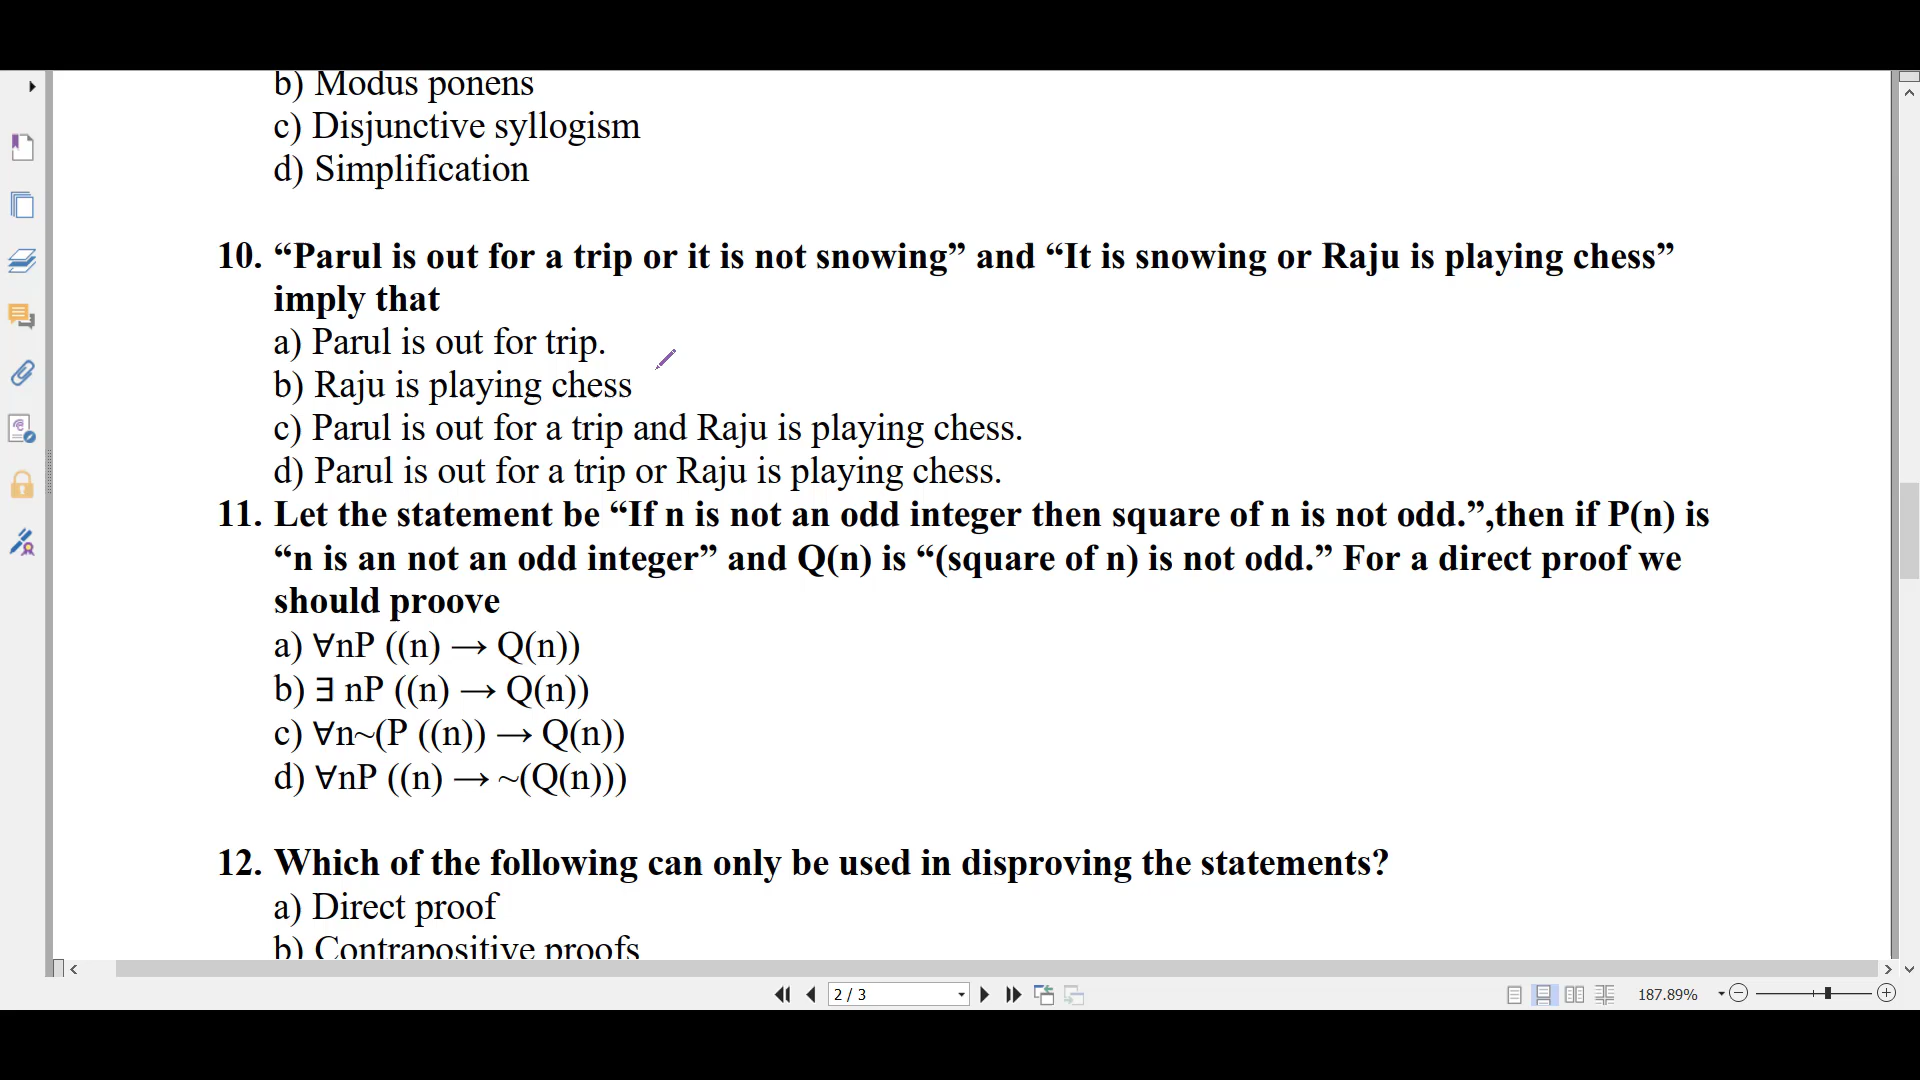 b) Modus ponens
c) Disjunctive syllogism
d) Simplification
10. “Parul is out for a trip or it is not snowing” and “It is snowing or Raju is playing chess”
imply that
a) Parul is out for trip.
b) Raju is playing chess
c) Parul is out for a trip and Raju is playing chess.
d) Parul is out for a trip or Raju is playing chess.
11. Let the statement be “If n is not an odd integer then square of n is not odd.”,then if P(n) is
“n is an not an odd integer” and Q(n) is “(square of n) is not odd.” For a direct proof we
should proove
a) ∀nP ((n) → Q(n))
b) ∃ nP ((n) → Q(n))
c) ∀n~(P ((n)) → Q(n))
d) ∀nP ((n) → ~(Q(n)))
12. Which of the following can only be used in disproving the statements?
a) Direct proof
b) Contrapositive proofs
2 / 3
187.89%